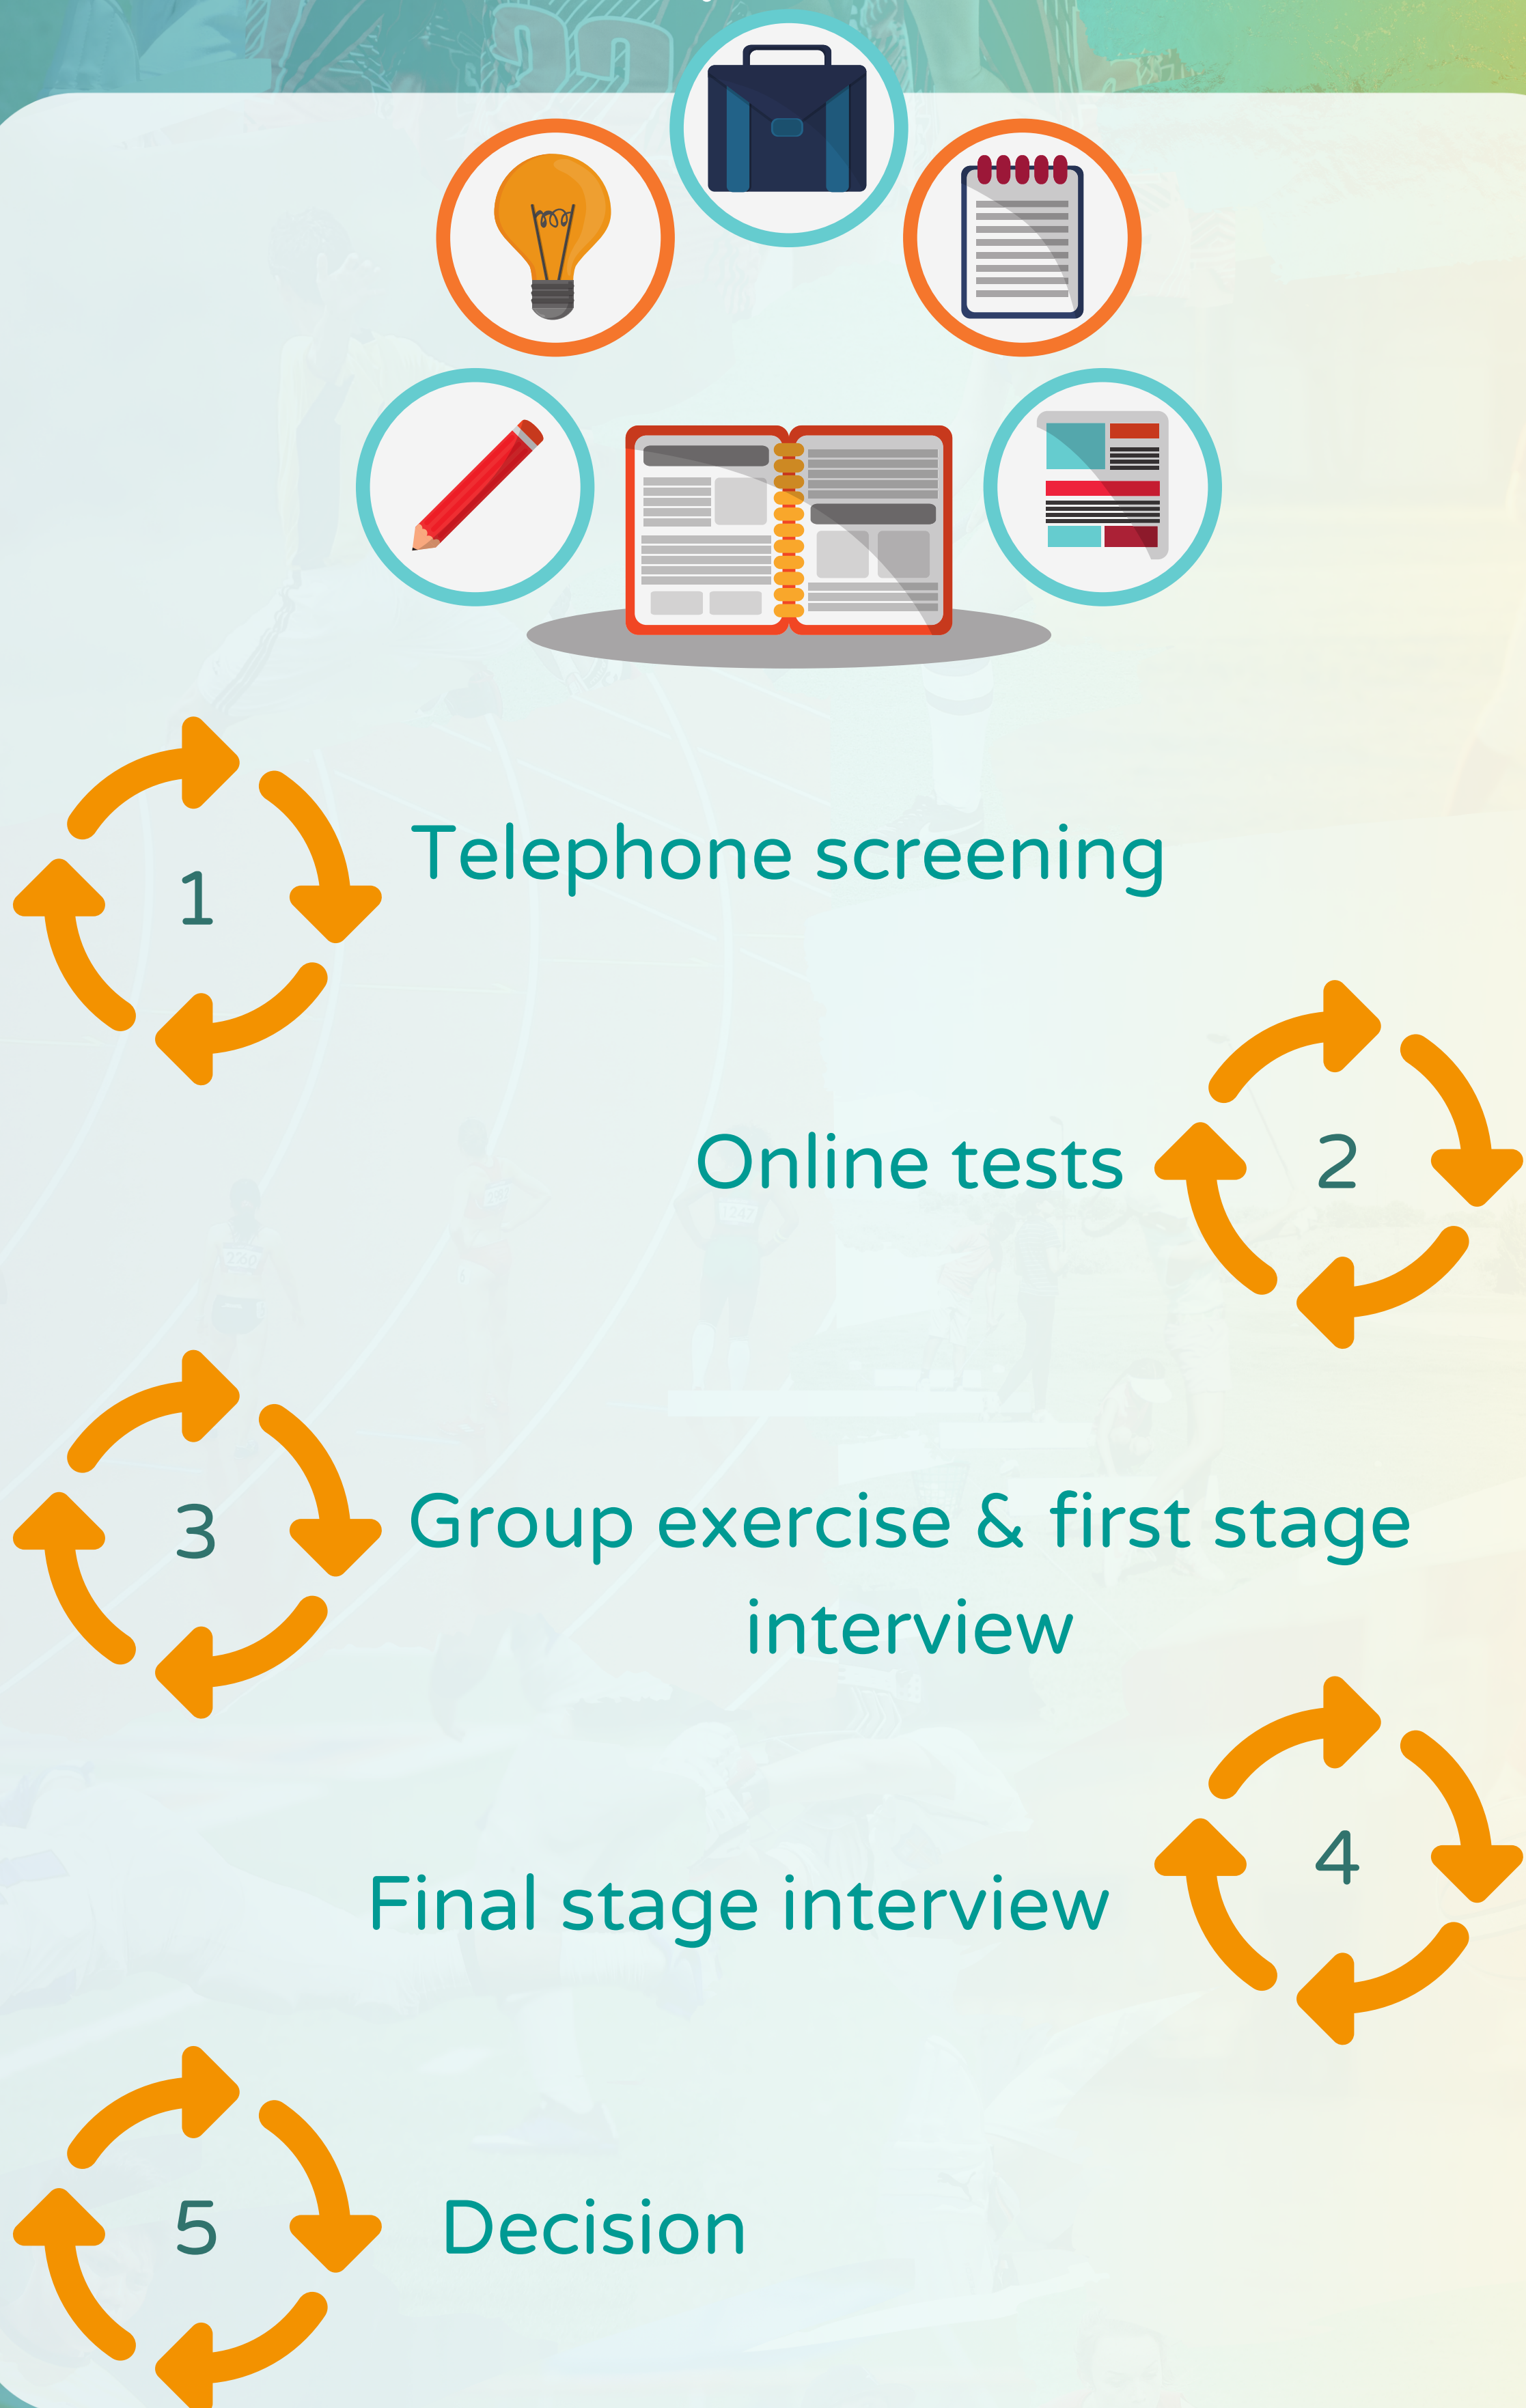 1
Telephone screening
Online tests
2
3
Group exercise & first stage
interview
Final stage interview
4
5
Decision